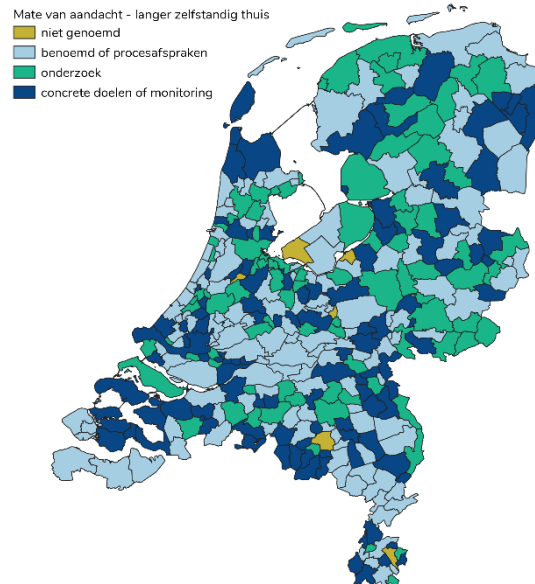 Mate van aandacht - langer zelfstandig thuis
niet genoemd
benoemd of procesafspraken
onderzoek
concrete doelen of monitoring